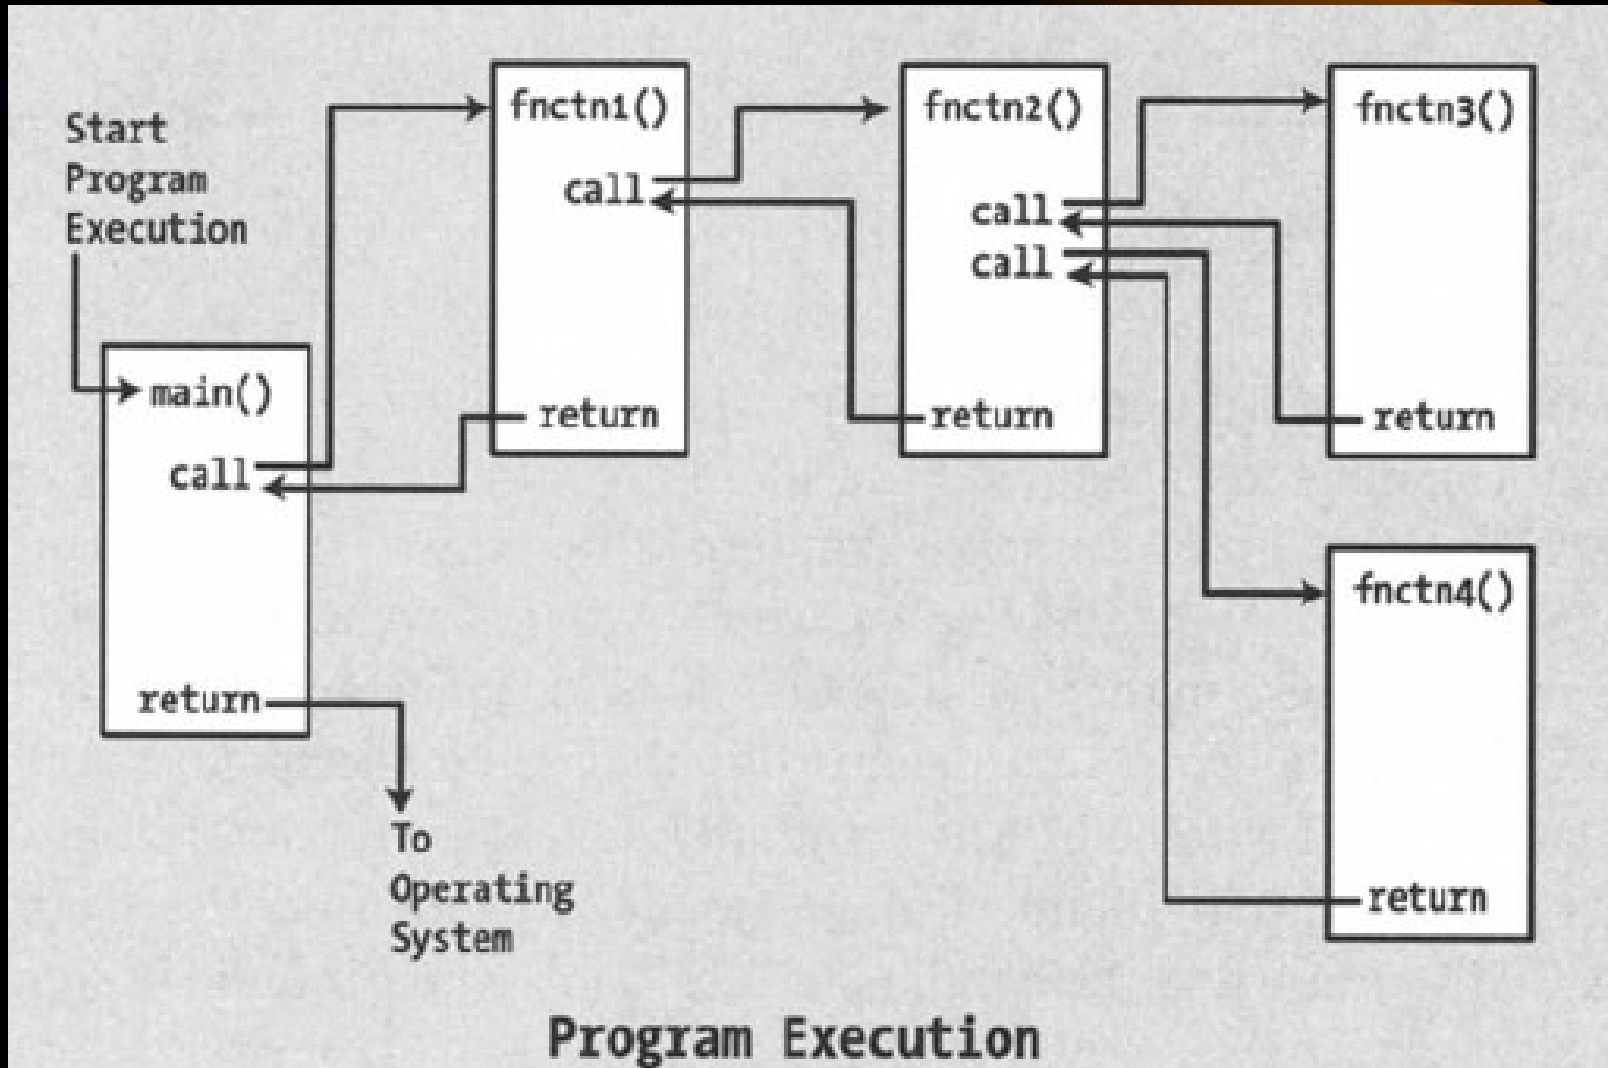 Start
Program
Execution
main()
call
return
To
Operating
System
fnctn1()
call
return
fnctn2()
call
call
return
fnctn3()
return
fnctn4()
return
Program Execution